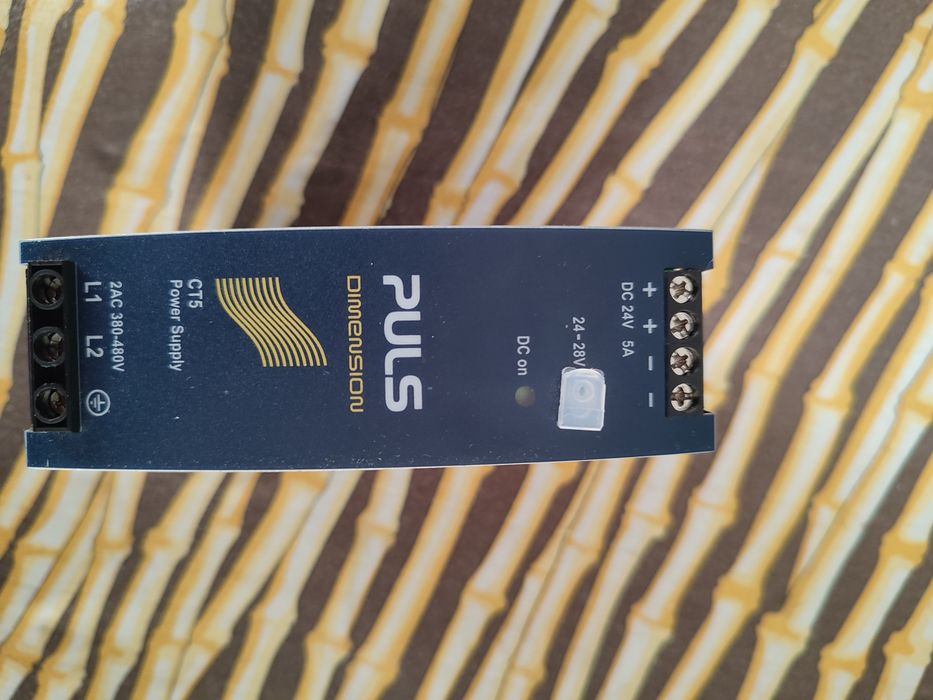 + + − −
DC 24V 5A
24-28V
DC on
PULS
DIMENSION
CT5
Power Supply
2AC 380-480V
L1 L2